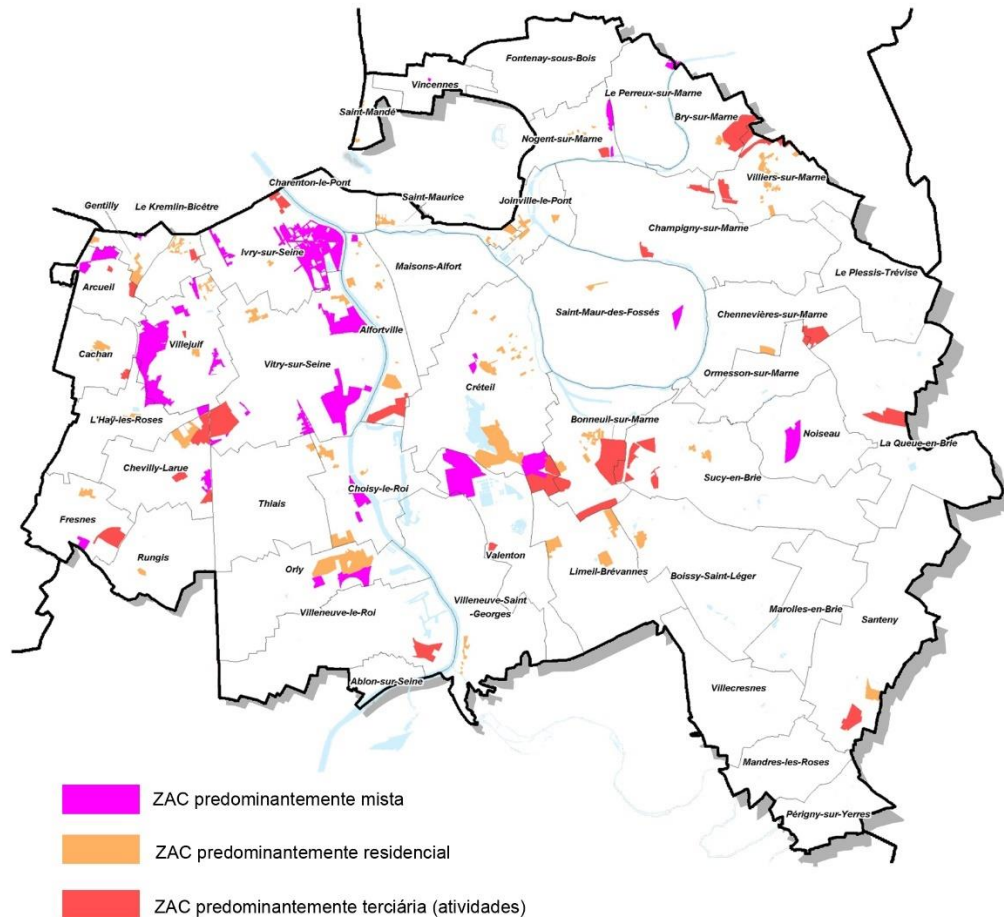 Fontenay-sous-Bois
Vincennes
Le Perreux-sur-Marne
Saint-Mandé
Bry-sur-Marne
Nogent-sur-Marne
Villiers-sur-Marne
Charenton-le-Pont
Saint-Maurice
Joinville-le-Pont
Gentilly
Le Kremlin-Bicêtre
Champigny-sur-Marne
Ivry-sur-Seine
Maisons-Alfort
Le Plessis-Trévise
Arcueil
Saint-Maur-des-Fossés
Chennevières-sur-Marne
Alfortville
Villejuif
Cachan
Vitry-sur-Seine
Ormesson-sur-Marne
Créteil
L'Haÿ-les-Roses
Bonneuil-sur-Marne
Noiseau
La Queue-en-Brie
Chevilly-Larue
Sucy-en-Brie
Choisy-le-Roi
Thiais
Fresnes
Rungis
Valenton
Orly
Limeil-Brévannes
Boissy-Saint-Léger
Villeneuve-Saint
-Georges
Villeneuve-le-Roi
Marolles-en-Brie
Santeny
Ablon-sur-Seine
Villecresnes
Mandres-les-Roses
Périgny-sur-Yerres
ZAC predominantemente mista
ZAC predominantemente residencial
ZAC predominantemente terciária (atividades)